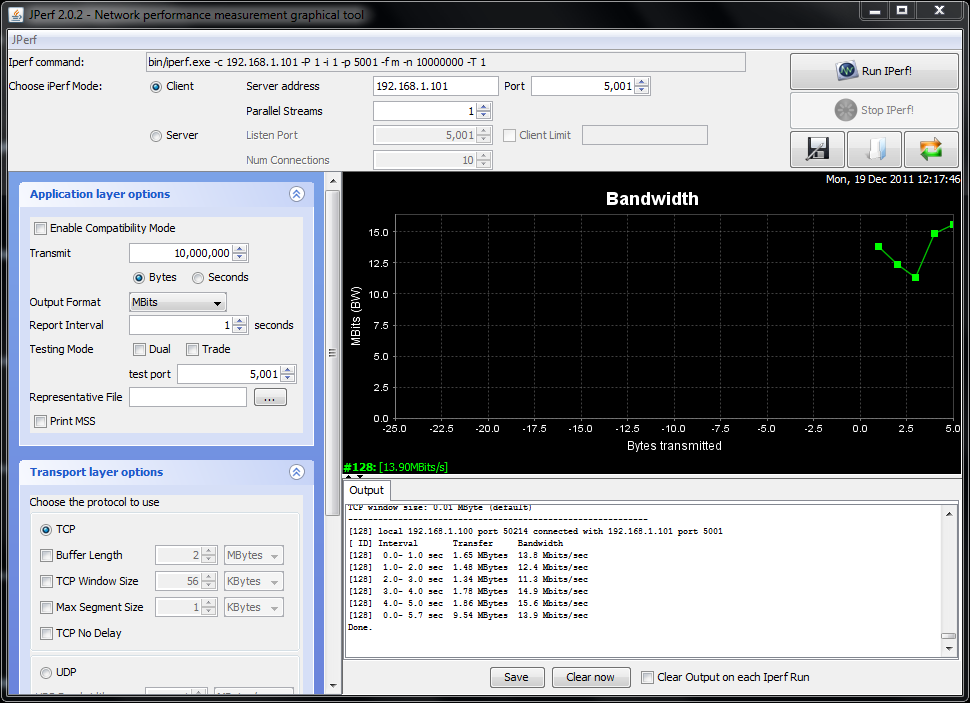 JPerf 2.0.2 - Network performance measurement graphical tool
JPerf
Iperf command: bin/iperf.exe -c 192.168.1.101 -P 1 -i 1 -p 5001 -f m -n 10000000 -T 1
Choose iPerf Mode: Client Server address 192.168.1.101 Port 5,001
Parallel Streams 1
Server Listen Port 5,001 Client Limit
Num Connections 10
Run IPerf!
Stop IPerf!
Application layer options
Enable Compatibility Mode
Transmit 10,000,000
Bytes Seconds
Output Format MBits
Report Interval 1 seconds
Testing Mode Dual Trade
test port 5,001
Representative File ...
Print MSS
Transport layer options
Choose the protocol to use
TCP
Buffer Length 2 MBytes
TCP Window Size 56 KBytes
Max Segment Size 1 KBytes
TCP No Delay
UDP
Mon, 19 Dec 2011 12:17:46
Bandwidth
MBits (BW)
15.0
12.5
10.0
7.5
5.0
2.5
0.0
-25.0 -22.5 -20.0 -17.5 -15.0 -12.5 -10.0 -7.5 -5.0 -2.5 0.0 2.5 5.0
Bytes transmitted
#128: [13.90MBits/s]
Output
TCP window size: 0.01 MByte (default)
------------------------------------------------------------
[128] local 192.168.1.100 port 50214 connected with 192.168.1.101 port 5001
[ ID] Interval Transfer Bandwidth
[128] 0.0- 1.0 sec 1.65 MBytes 13.8 Mbits/sec
[128] 1.0- 2.0 sec 1.48 MBytes 12.4 Mbits/sec
[128] 2.0- 3.0 sec 1.34 MBytes 11.3 Mbits/sec
[128] 3.0- 4.0 sec 1.78 MBytes 14.9 Mbits/sec
[128] 4.0- 5.0 sec 1.86 MBytes 15.6 Mbits/sec
[128] 0.0- 5.7 sec 9.54 MBytes 13.9 Mbits/sec
Done.
Save Clear now Clear Output on each Iperf Run